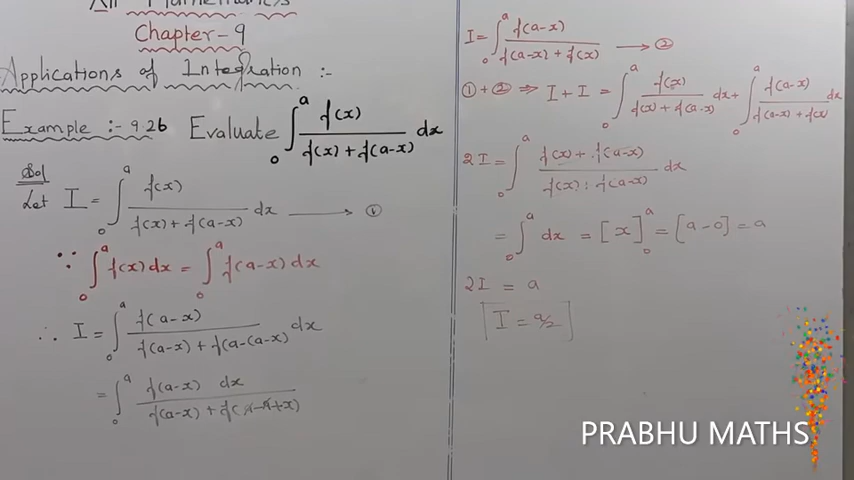 XII Mathematics
Chapter - 9
Applications of Integration :-
Example :- 9.26 Evaluate ∫₀ᵃ f(x) / (f(x) + f(a-x)) dx
Sol
Let I = ∫₀ᵃ f(x) / (f(x) + f(a-x)) dx ⟶ ①
∵ ∫₀ᵃ f(x) dx = ∫₀ᵃ f(a-x) dx
∴ I = ∫₀ᵃ f(a-x) / (f(a-x) + f(a-(a-x)) dx
= ∫₀ᵃ f(a-x) dx / (f(a-x) + f(a-a+x))
I = ∫₀ᵃ f(a-x) / (f(a-x) + f(x)) ⟶ ②
① + ② ⇒ I + I = ∫₀ᵃ f(x) / (f(x) + f(a-x)) dx + ∫₀ᵃ f(a-x) / (f(a-x) + f(x)) dx
2I = ∫₀ᵃ (f(x) + f(a-x)) / (f(x) + f(a-x)) dx
= ∫₀ᵃ dx = [x]₀ᵃ = [a-0] = a
2I = a
I = a/2
PRABHU MATHS